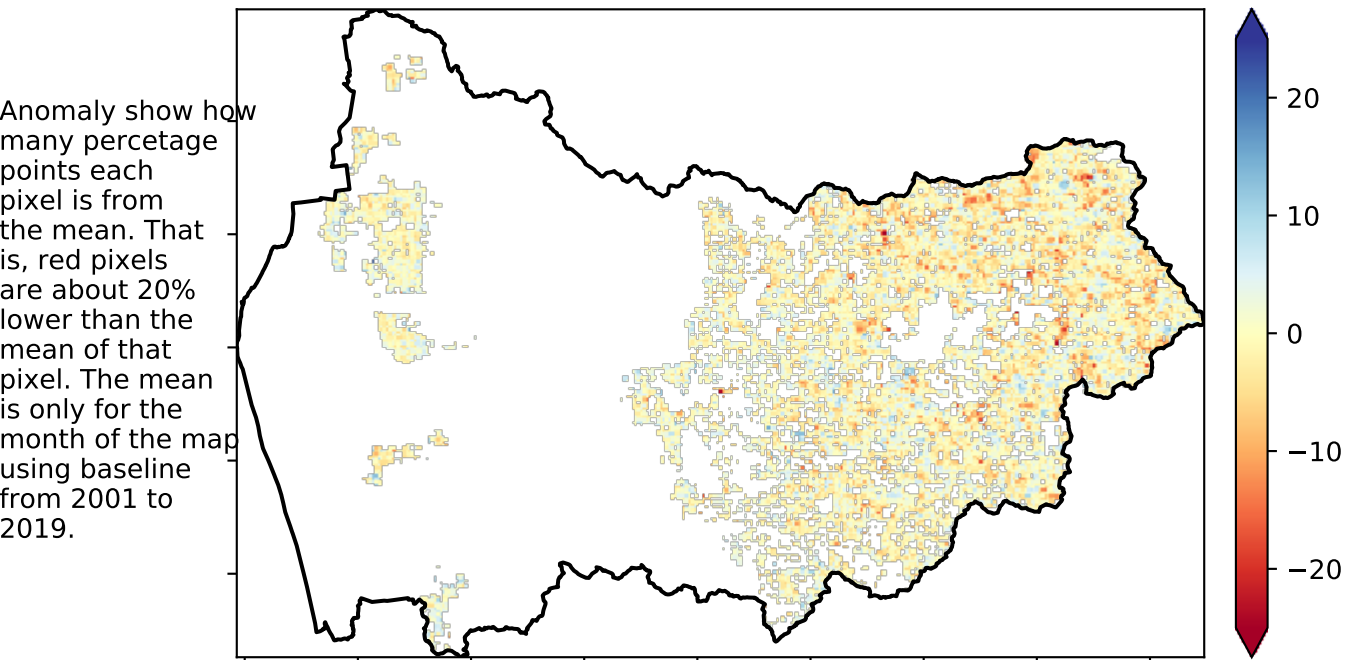 Anomaly show how
many percetage
points each
pixel is from
the mean. That
is, red pixels
are about 20%
lower than the
mean of that
pixel. The mean
is only for the
month of the map
using baseline
from 2001 to
2019.
20
10
0
−10
−20